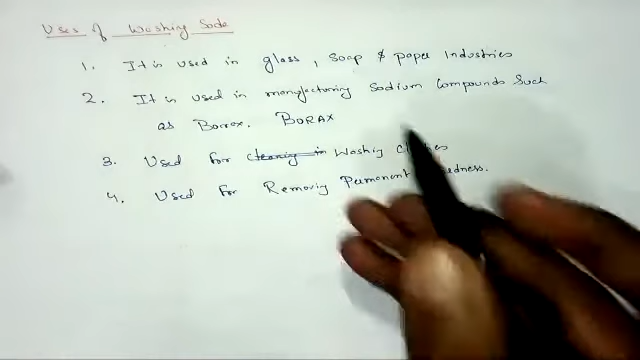 Uses of Washing Soda
1. It is used in glass, soap & paper Industries
2. It is used in manufacturing Sodium Compounds Such
as Borex. BORAX
3. Used for cleaning in Washing Clothes
4. Used for Removing Permanent